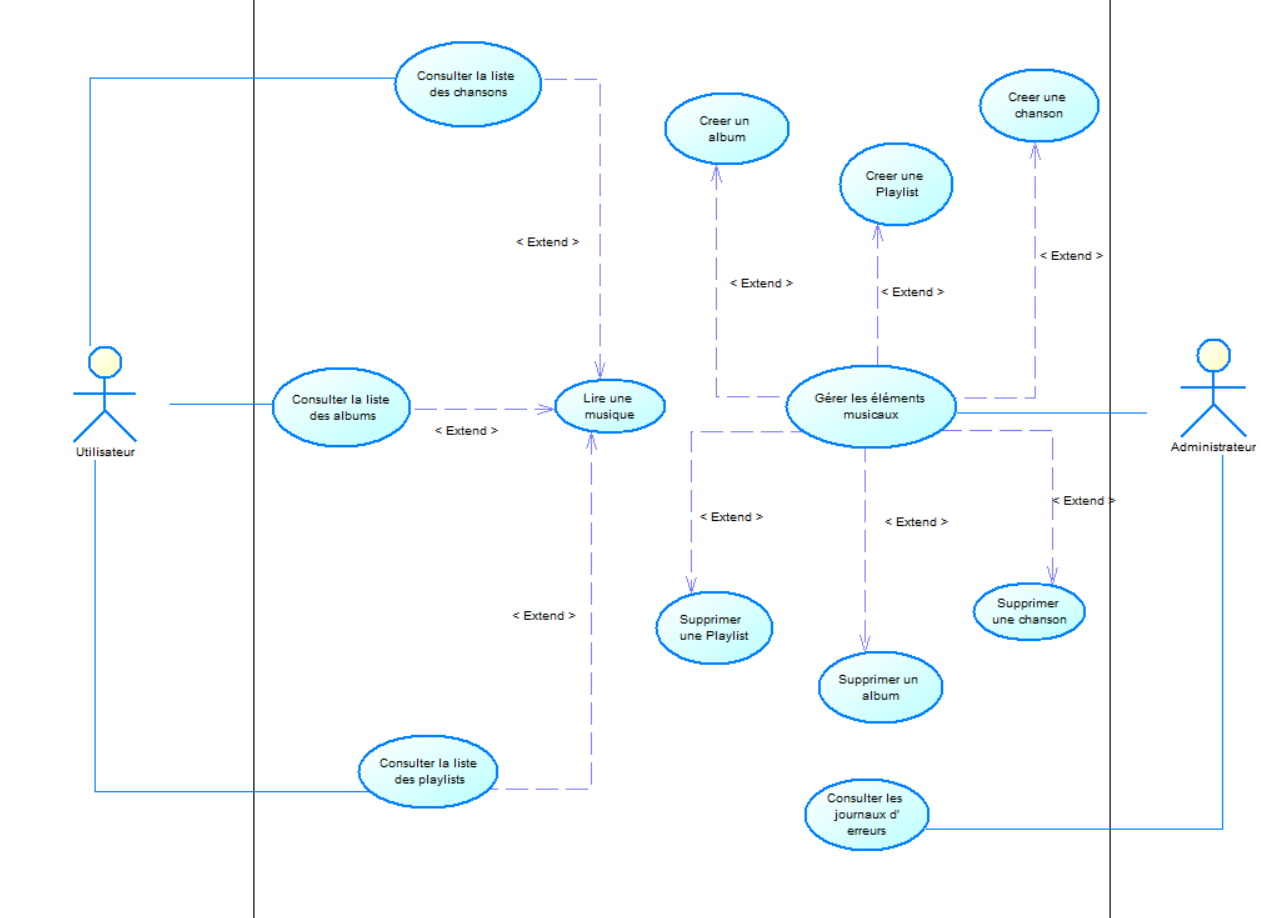 Consulter la liste
des chansons
Creer un
album
Creer une
chanson
Creer une
Playlist
< Extend >
< Extend >
< Extend >
< Extend >
Consulter la liste
des albums
< Extend >
Lire une
musique
Gérer les éléments
musicaux
Utilisateur
Administrateur
< Extend >
< Extend >
< Extend >
< Extend >
Supprimer
une Playlist
Supprimer
une chanson
Supprimer un
album
Consulter la liste
des playlists
Consulter les
journaux d'
erreurs